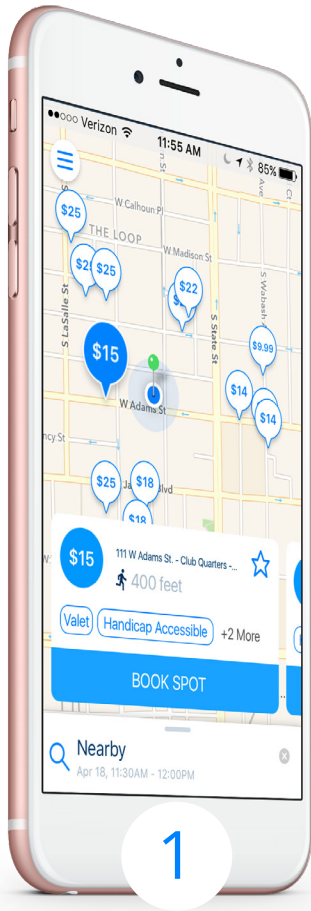 Verizon
11:55 AM
85%
W Calhoun Pl
$25
THE LOOP
W Madison St
$25
$22
S LaSalle St
S State St
S Wabash
$9.99
$15
$14
W Adams St
$14
$25
$18
$18
$15
111 W Adams St. - Club Quarters -...
400 feet
Valet
Handicap Accessible
+2 More
BOOK SPOT
Nearby
Apr 18, 11:30AM - 12:00PM
1